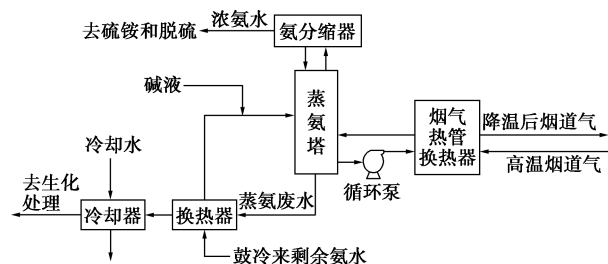 浓氨水
去硫铵和脱硫
氨分缩器
碱液
蒸
氨
塔
烟气
热管
换热器
降温后烟道气
高温烟道气
冷却水
循环泵
去生化
处理
冷却器
换热器
蒸氨废水
鼓冷来剩余氨水